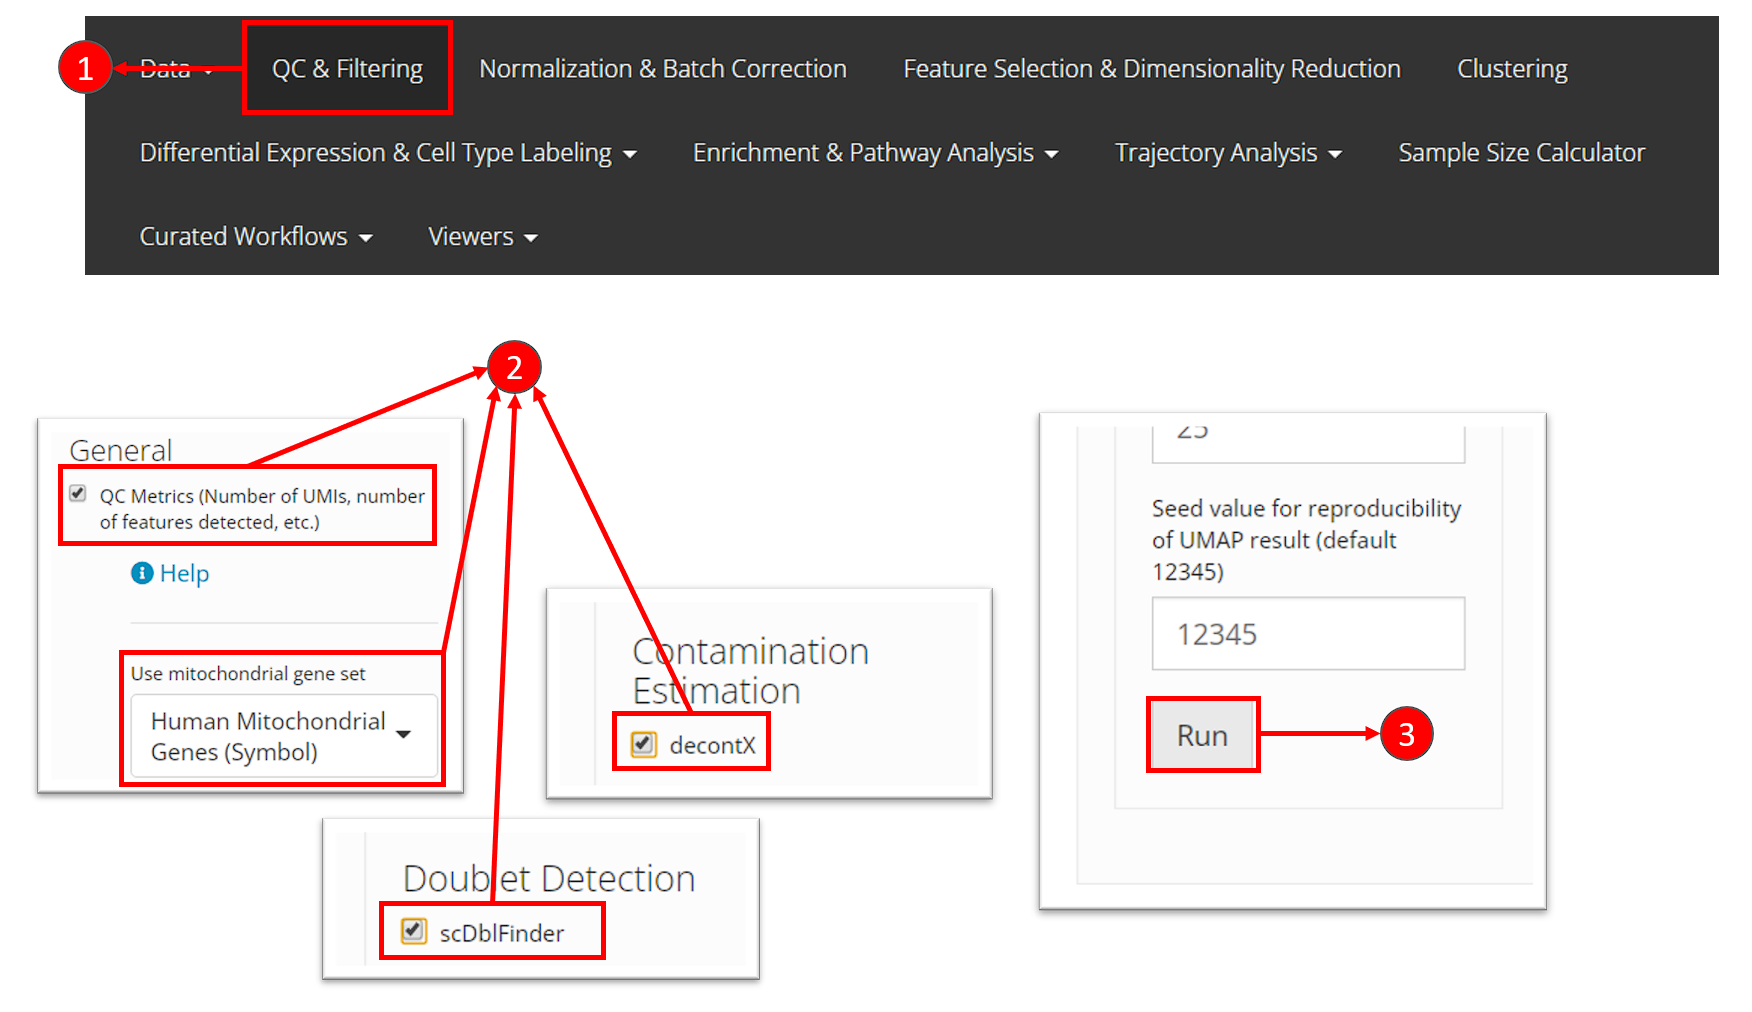 1
Data
QC & Filtering
Normalization & Batch Correction
Feature Selection & Dimensionality Reduction
Clustering
Differential Expression & Cell Type Labeling
Enrichment & Pathway Analysis
Trajectory Analysis
Sample Size Calculator
Curated Workflows
Viewers
2
General
QC Metrics (Number of UMIs, number
of features detected, etc.)
Help
Use mitochondrial gene set
Human Mitochondrial
Genes (Symbol)
Contamination
Estimation
decontX
Doublet Detection
scDblFinder
25
Seed value for reproducibility
of UMAP result (default
12345)
12345
Run
3